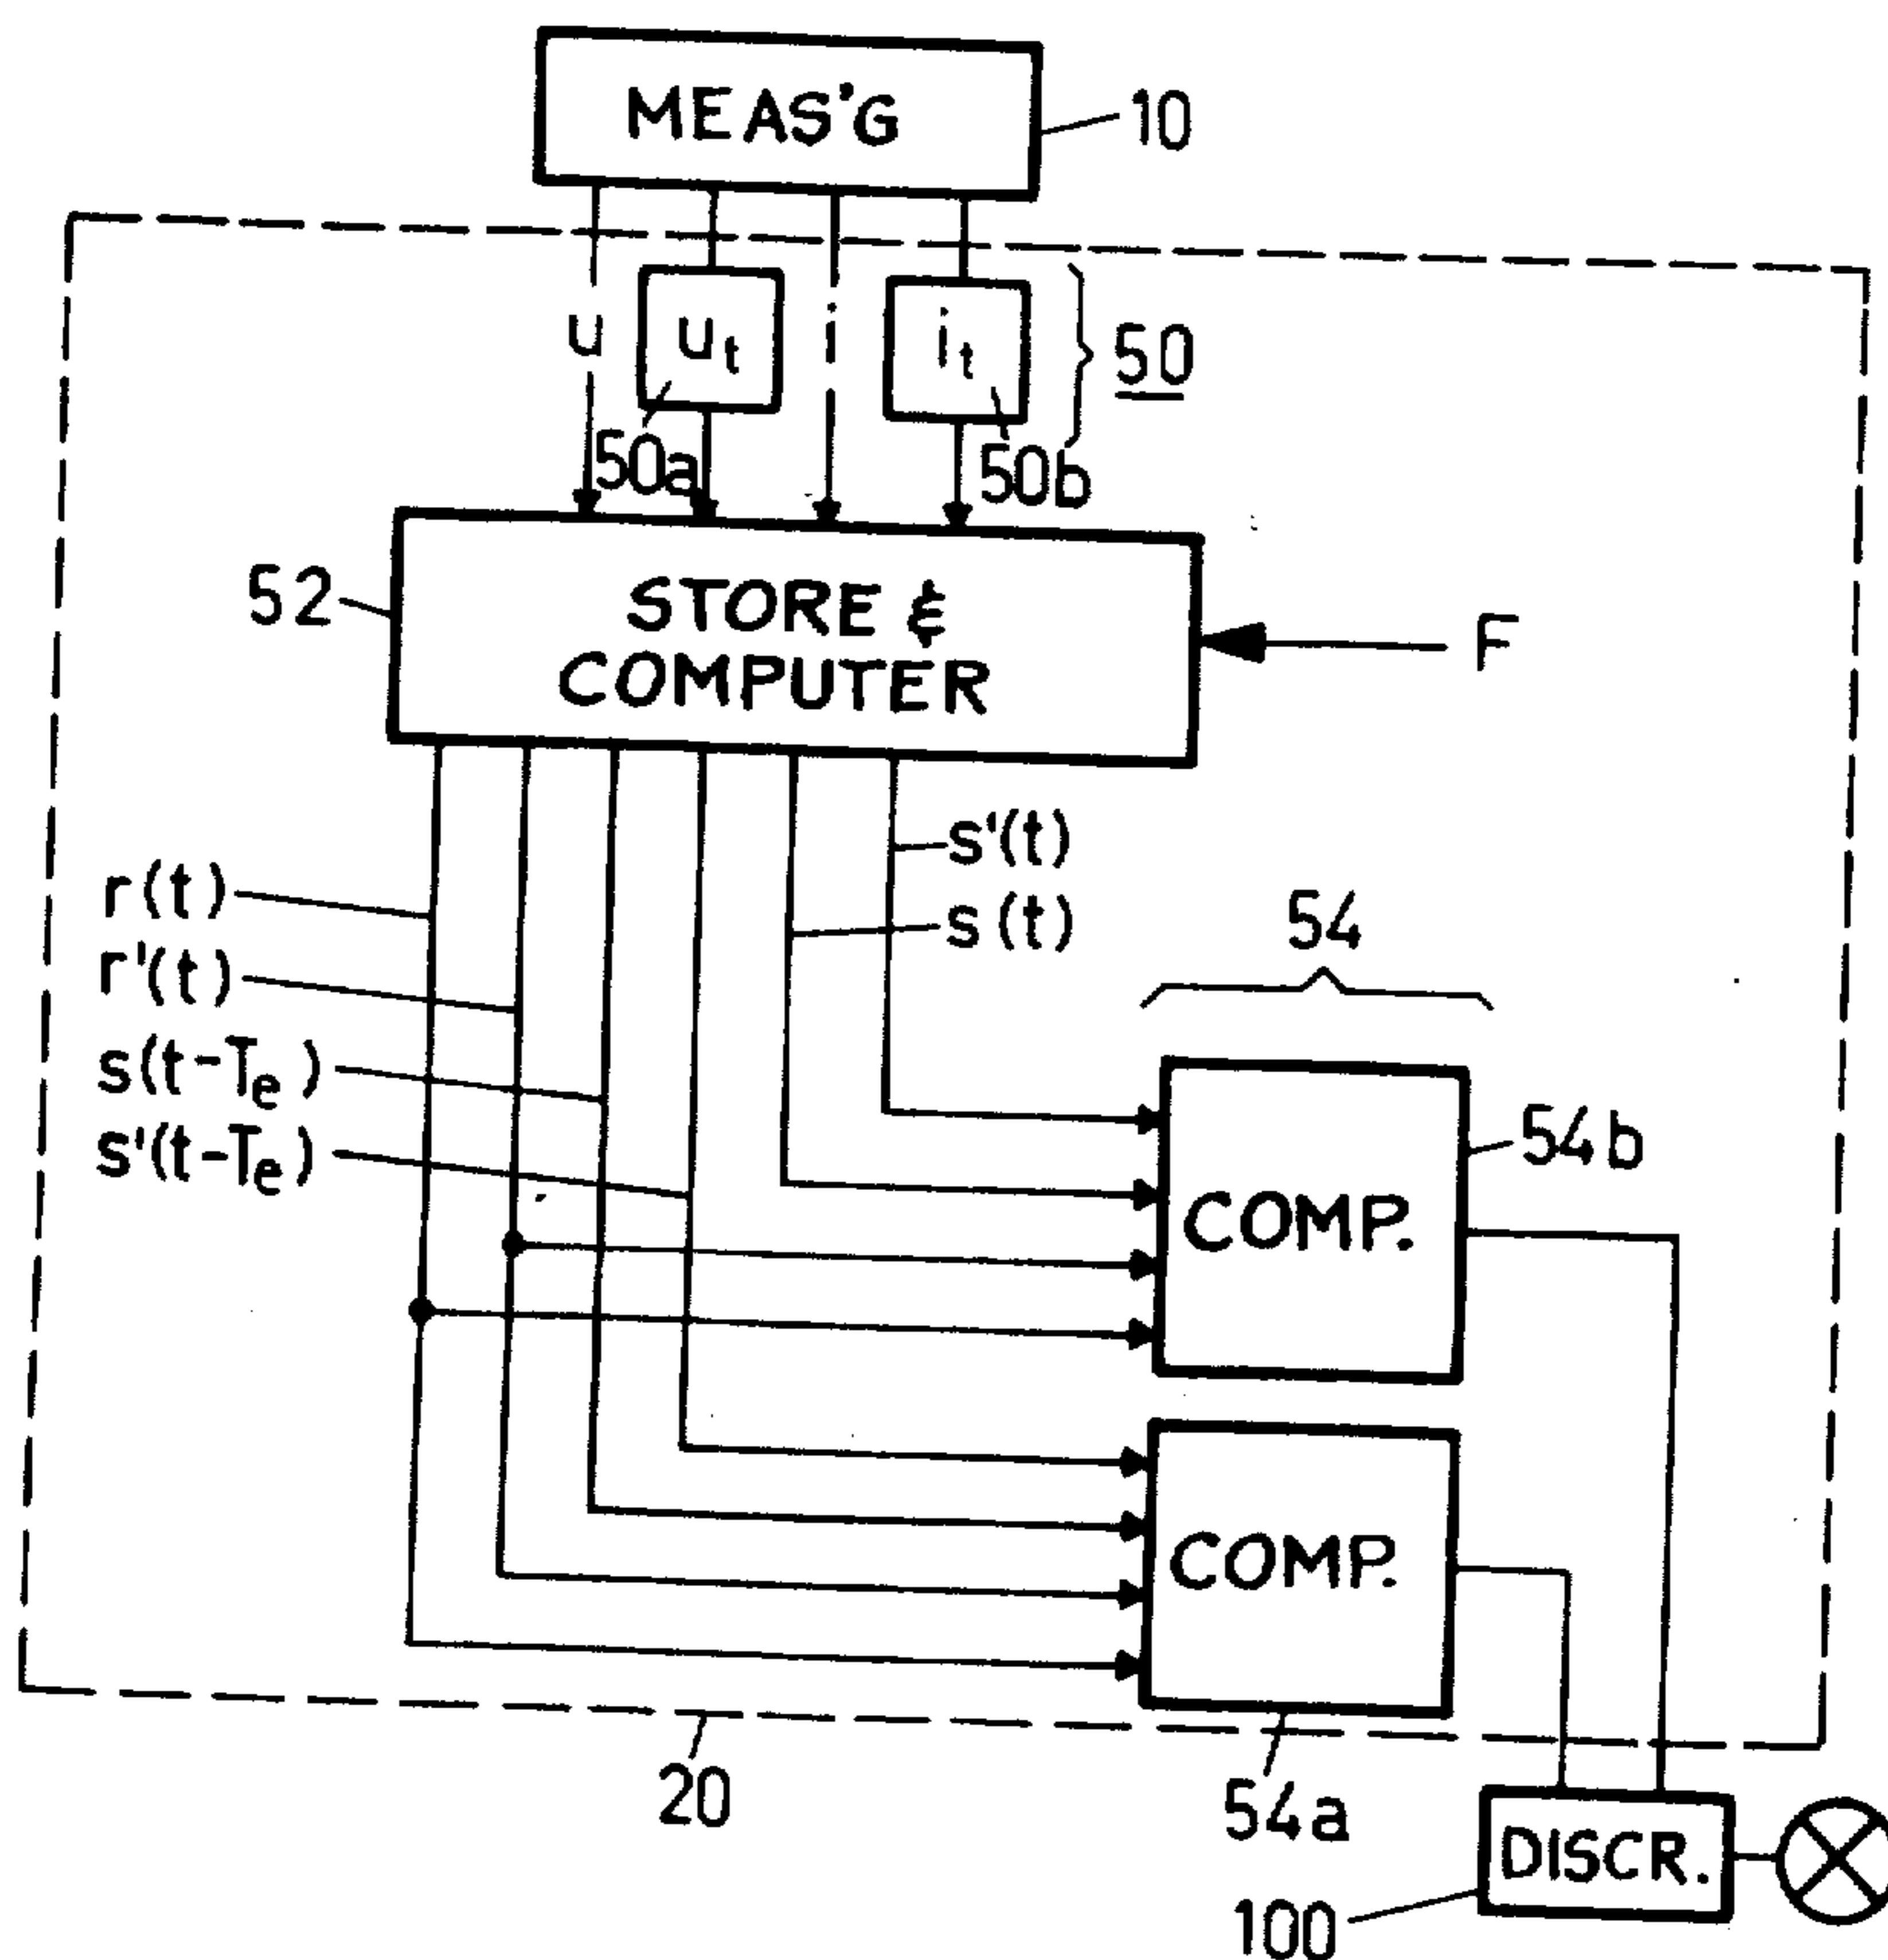 MEAS'G
10
u
u_t
i
i_t
50
50a
50b
52
STORE &
COMPUTER
F
s'(t)
s(t)
r(t)
r'(t)
s(t-T_e)
s'(t-T_e)
54
54b
COMP.
COMP.
20
54a
DISCR.
100